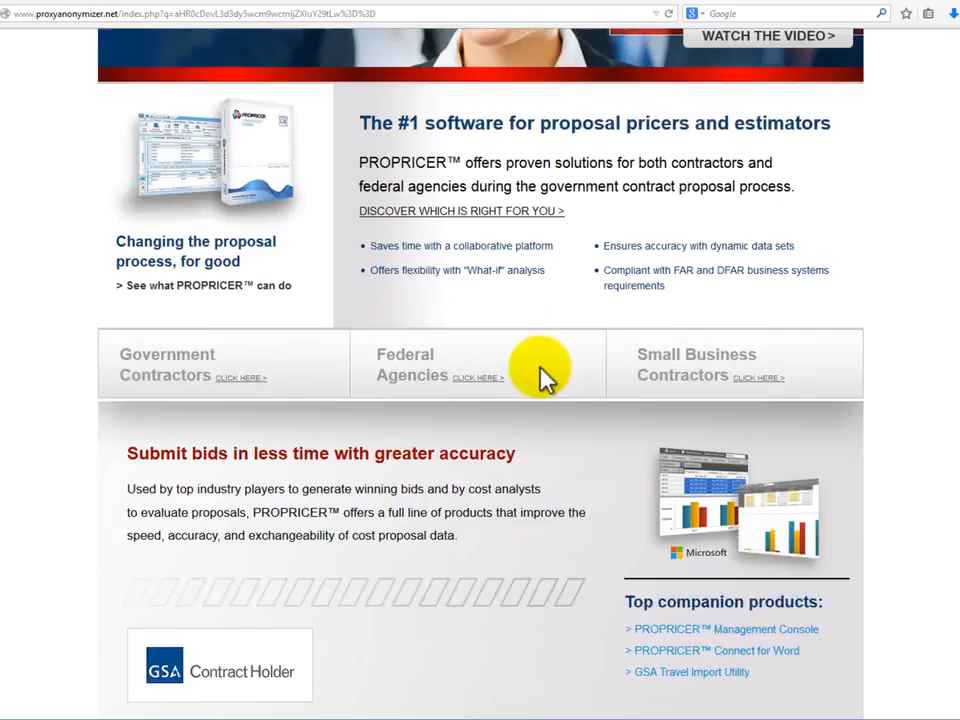 www.proxyanonymizer.net/index.php?q=aHR0cDovL3d3dy5wcm9wcmljZXIuY29tLw%3D%3D
Google
WATCH THE VIDEO >
PROPRICER
The #1 software for proposal pricers and estimators
PROPRICER™ offers proven solutions for both contractors and
federal agencies during the government contract proposal process.
DISCOVER WHICH IS RIGHT FOR YOU >
Changing the proposal
process, for good
> See what PROPRICER™ can do
• Saves time with a collaborative platform
• Ensures accuracy with dynamic data sets
• Offers flexibility with "What-if" analysis
• Compliant with FAR and DFAR business systems
requirements
Government
Contractors CLICK HERE >
Federal
Agencies CLICK HERE >
Small Business
Contractors CLICK HERE >
Submit bids in less time with greater accuracy
Used by top industry players to generate winning bids and by cost analysts
to evaluate proposals, PROPRICER™ offers a full line of products that improve the
speed, accuracy, and exchangeability of cost proposal data.
Microsoft
Top companion products:
> PROPRICER™ Management Console
> PROPRICER™ Connect for Word
> GSA Travel Import Utility
GSA Contract Holder